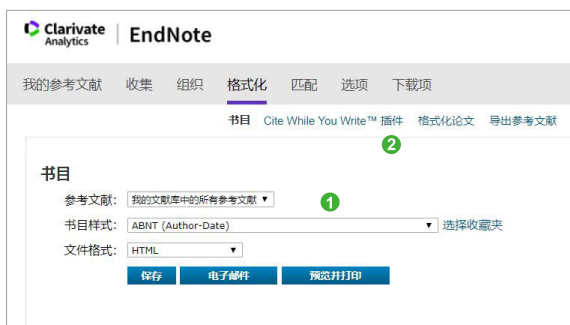 Clarivate Analytics | EndNote
我的参考文献 收集 组织 格式化 匹配 选项 下载项
书目 Cite While You Write™ 插件 格式化论文 导出参考文献
2
书目
参考文献: 我的文献库中的所有参考文献 ▼ 1
书目样式: ABNT (Author-Date) ▼ 选择收藏夹
文件格式: HTML ▼
保存 电子邮件 预览并打印